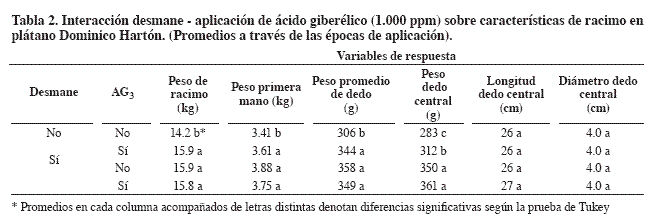 Tabla 2. Interacción desmane - aplicación de ácido giberélico (1.000 ppm) sobre características de racimo en
plátano Dominico Hartón. (Promedios a través de las épocas de aplicación).
Variables de respuesta
Desmane AG3 Peso de racimo (kg) Peso primera mano (kg) Peso promedio de dedo (g) Peso dedo central (g) Longitud dedo central (cm) Diámetro dedo central (cm)
No No 14.2 b* 3.41 b 306 b 283 c 26 a 4.0 a
Sí 15.9 a 3.61 a 344 a 312 b 26 a 4.0 a
Sí No 15.9 a 3.88 a 358 a 350 a 26 a 4.0 a
Sí 15.8 a 3.75 a 349 a 361 a 27 a 4.0 a
* Promedios en cada columna acompañados de letras distintas denotan diferencias significativas según la prueba de Tukey